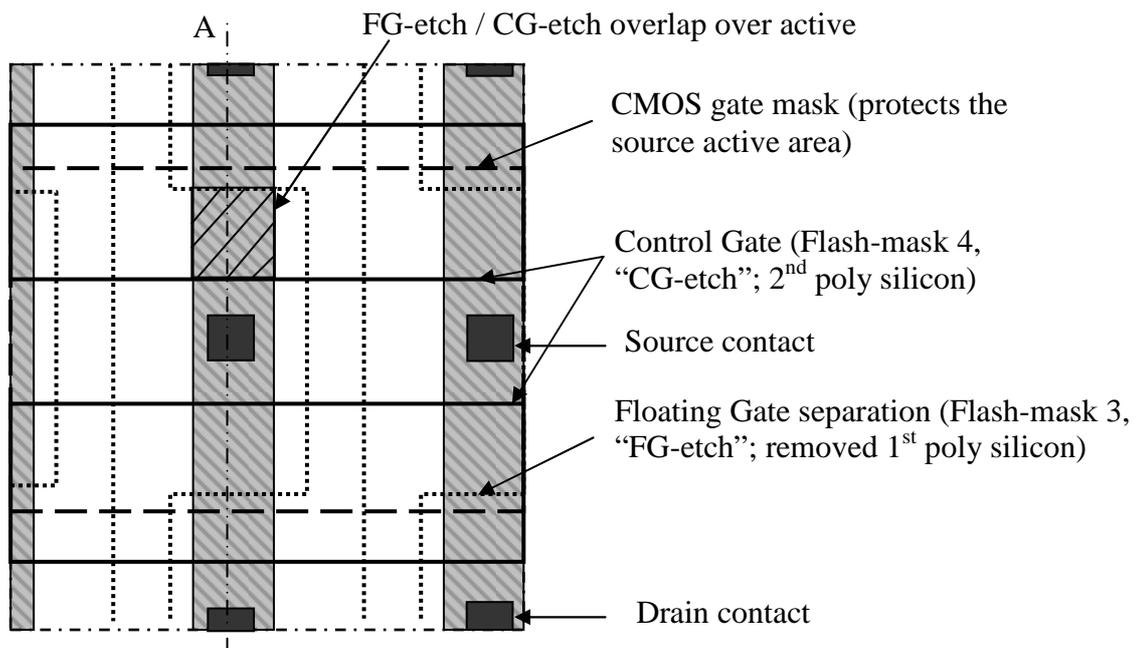 A
FG-etch / CG-etch overlap over active
CMOS gate mask (protects the
source active area)
Control Gate (Flash-mask 4,
“CG-etch”; 2nd poly silicon)
Source contact
Floating Gate separation (Flash-mask 3,
“FG-etch”; removed 1st poly silicon)
Drain contact